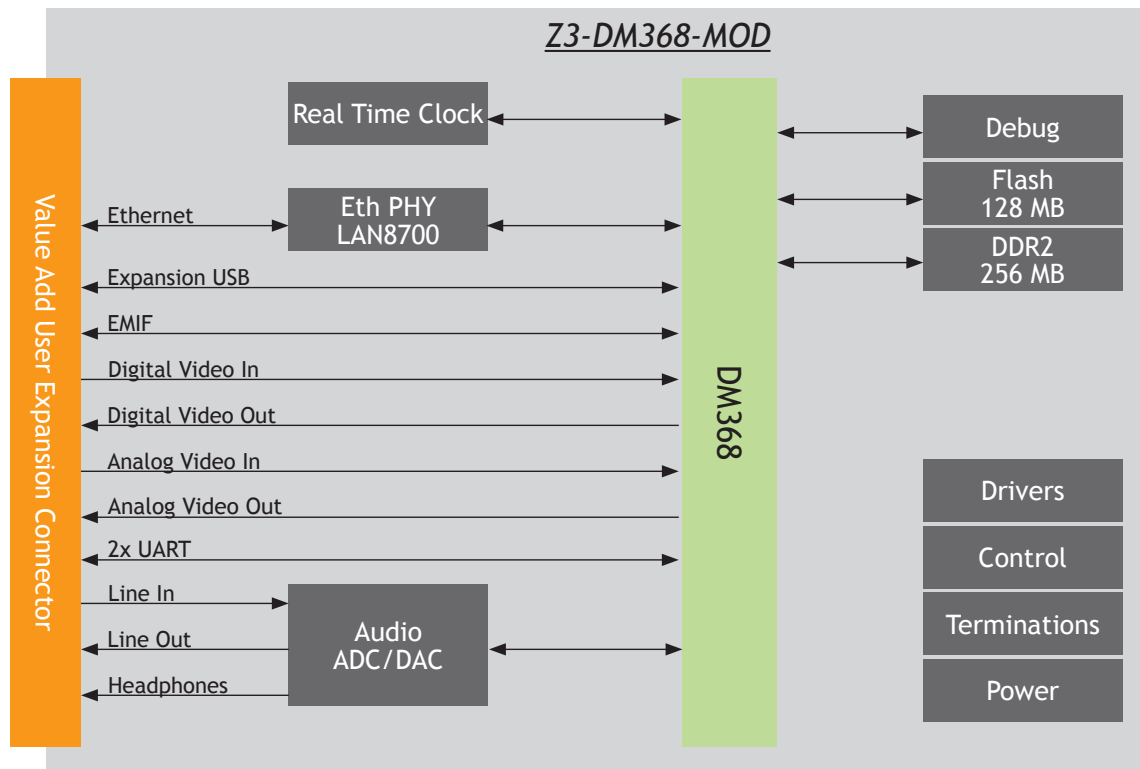 Z3-DM368-MOD
Value Add User Expansion Connector
Real Time Clock
Ethernet
Eth PHY
LAN8700
Expansion USB
EMIF
Digital Video In
Digital Video Out
Analog Video In
Analog Video Out
2x UART
Line In
Line Out
Headphones
Audio
ADC/DAC
DM368
Debug
Flash
128 MB
DDR2
256 MB
Drivers
Control
Terminations
Power